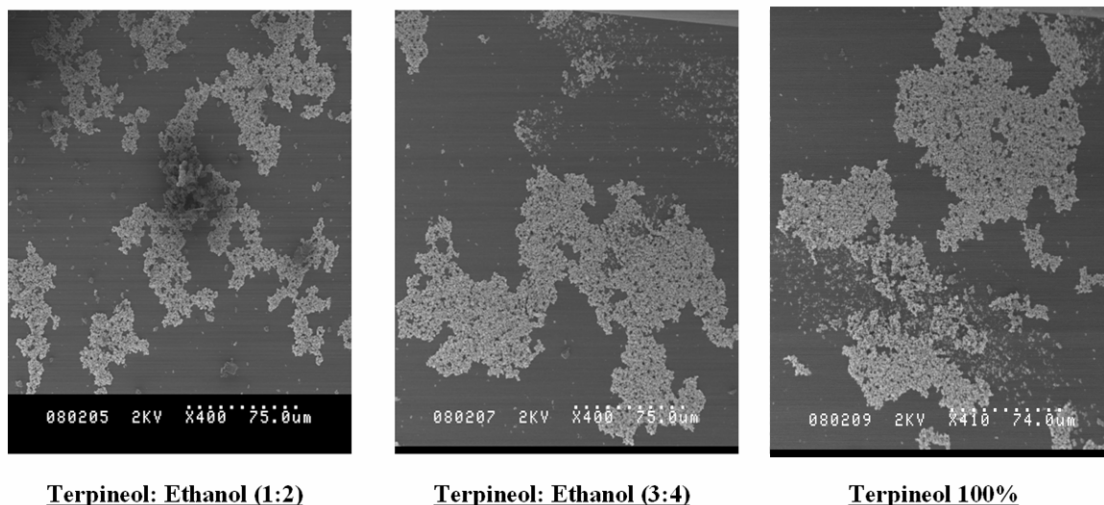 080205 2KV X400 75.0um
080207 2KV X400 75.0um
080209 2KV X410 74.0um
Terpineol: Ethanol (1:2)
Terpineol: Ethanol (3:4)
Terpineol 100%